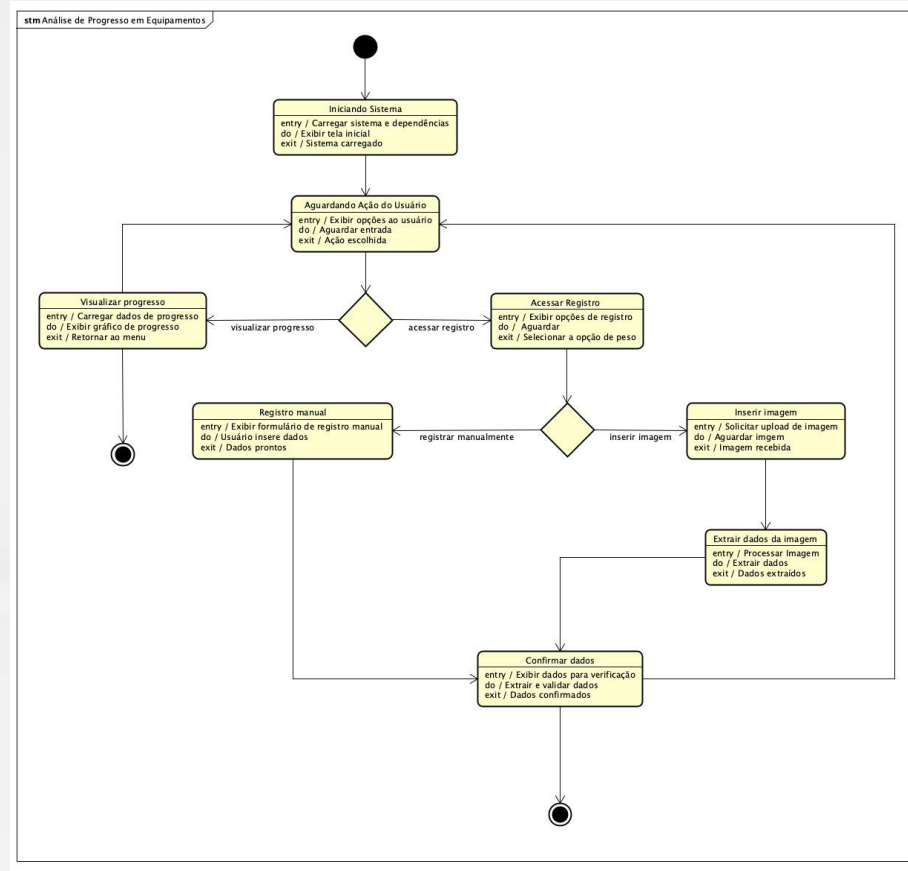 stm Análise de Progresso em Equipamentos
Iniciando Sistema
entry / Carregar sistema e dependências
do / Exibir tela inicial
exit / Sistema carregado
Aguardando Ação do Usuário
entry / Exibir opções ao usuário
do / Aguardar entrada
exit / Ação escolhida
Visualizar progresso
entry / Carregar dados de progresso
do / Exibir gráfico de progresso
exit / Retornar ao menu
visualizar progresso
acessar registro
Acessar Registro
entry / Exibir opções de registro
do / Aguardar
exit / Selecionar a opção de peso
Registro manual
entry / Exibir formulário de registro manual
do / Usuário insere dados
exit / Dados prontos
registrar manualmente
inserir imagem
Inserir imagem
entry / Solicitar upload de imagem
do / Aguardar imgem
exit / Imagem recebida
Extrair dados da imagem
entry / Processar Imagem
do / Extrair dados
exit / Dados extraídos
Confirmar dados
entry / Exibir dados para verificação
do / Extrair e validar dados
exit / Dados confirmados